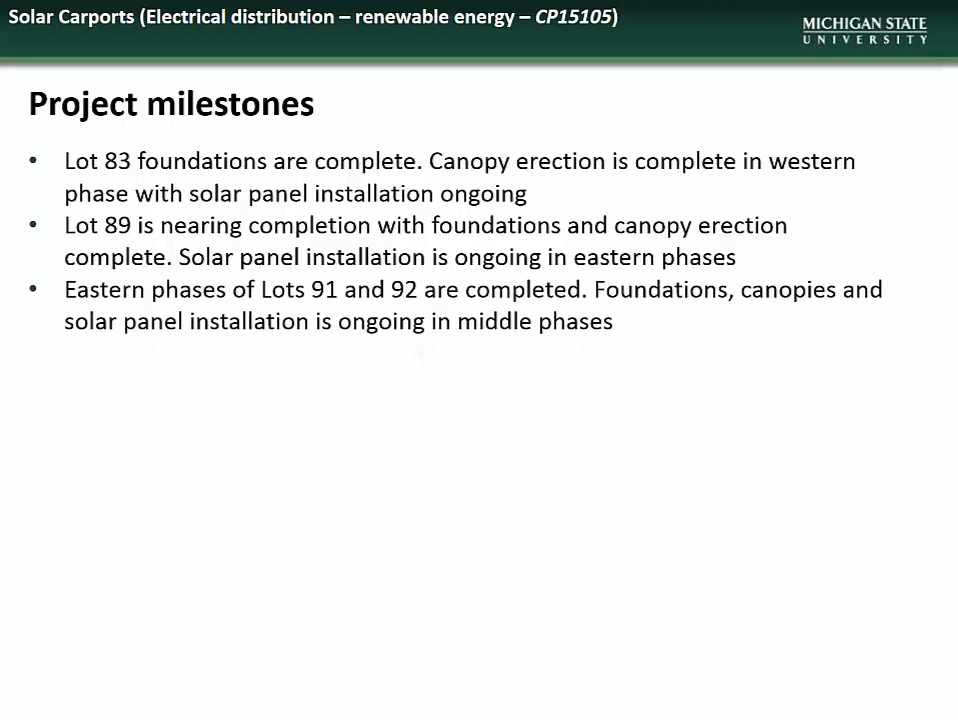 Solar Carports (Electrical distribution – renewable energy – CP15105)
MICHIGAN STATE
UNIVERSITY
Project milestones
• Lot 83 foundations are complete. Canopy erection is complete in western
phase with solar panel installation ongoing
• Lot 89 is nearing completion with foundations and canopy erection
complete. Solar panel installation is ongoing in eastern phases
• Eastern phases of Lots 91 and 92 are completed. Foundations, canopies and
solar panel installation is ongoing in middle phases